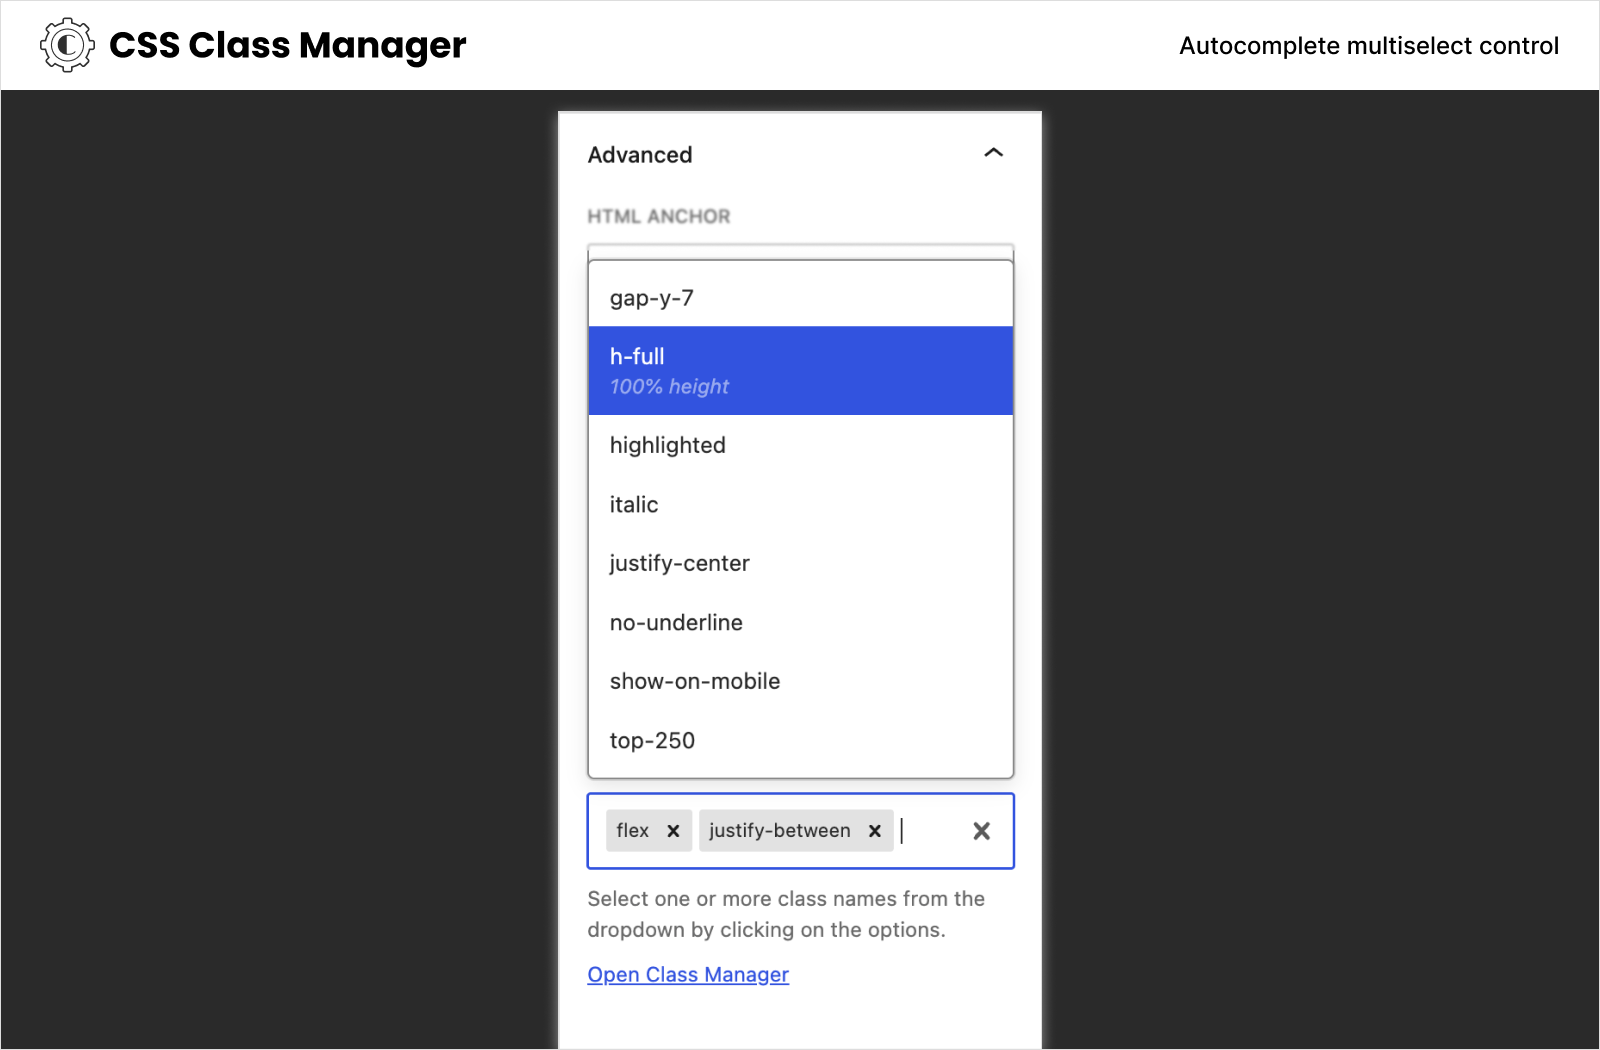 CSS Class Manager
Autocomplete multiselect control
Advanced
HTML ANCHOR
gap-y-7
h-full
100% height
highlighted
italic
justify-center
no-underline
show-on-mobile
top-250
flex
justify-between
Select one or more class names from the
dropdown by clicking on the options.
Open Class Manager